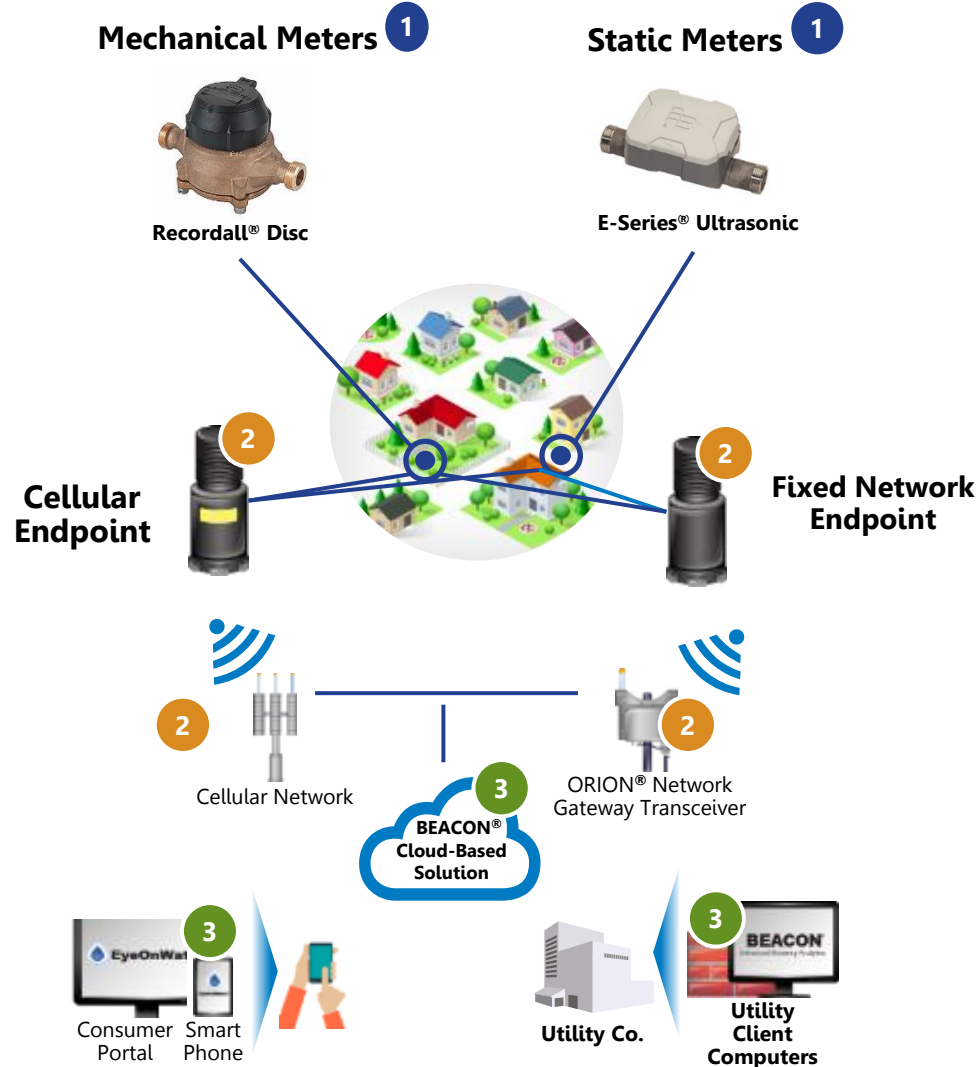 Mechanical Meters 1
Static Meters 1
Recordall® Disc
E-Series® Ultrasonic
2
2
Cellular
Endpoint
Fixed Network
Endpoint
2
2
Cellular Network
ORION® Network
Gateway Transceiver
3
BEACON®
Cloud-Based
Solution
3
EyeOnWat
3
BEACON
Consumer
Portal
Smart
Phone
Utility Co.
Utility
Client
Computers